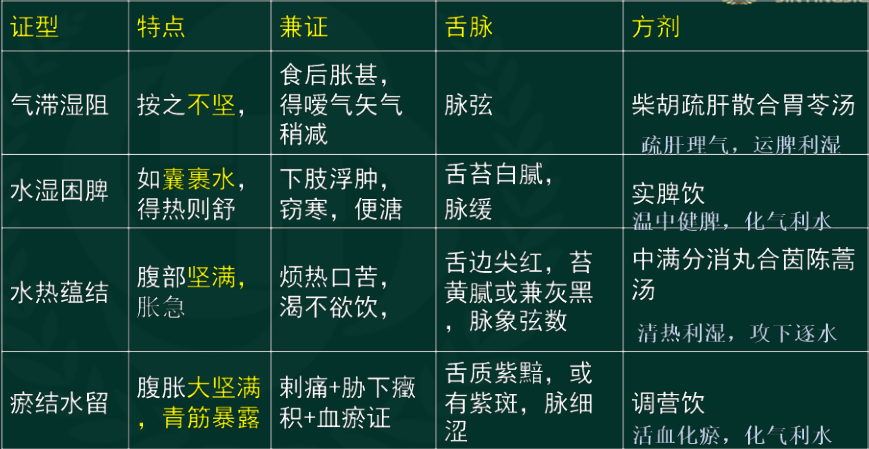 证型 特点 兼证 舌脉 方剂
气滞湿阻
按之不坚，
食后胀甚，
得嗳气矢气
稍减
脉弦
柴胡疏肝散合胃苓汤
疏肝理气，运脾利湿
水湿困脾
如囊裹水，
得热则舒
下肢浮肿，
窃寒，便溏
舌苔白腻，
脉缓
实脾饮
温中健脾，化气利水
水热蕴结
腹部坚满，
胀急
烦热口苦，
渴不欲饮，
舌边尖红，苔
黄腻或兼灰黑
，脉象弦数
中满分消丸合茵陈蒿
汤
清热利湿，攻下逐水
瘀结水留
腹胀大坚满
，青筋暴露
刺痛+胁下癥
积+血瘀证
舌质紫黯，或
有紫斑，脉细
涩
调营饮
活血化瘀，化气利水